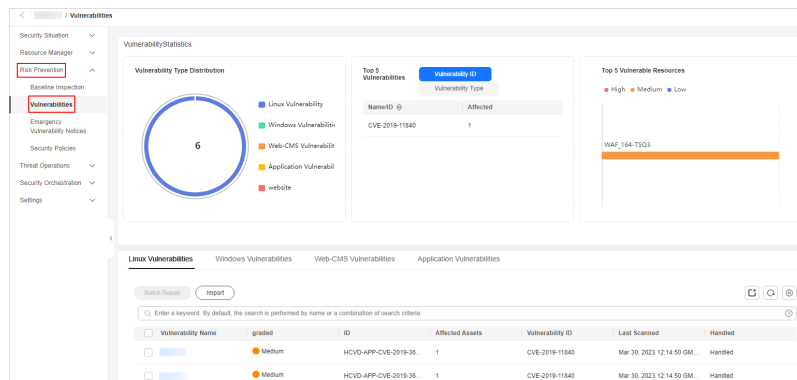 / Vulnerabilities
Security Situation
Resource Manager
Risk Prevention
Baseline Inspection
Vulnerabilities
Emergency
Vulnerability Notices
Security Policies
Threat Operations
Security Orchestration
Settings
VulnerabilityStatistics
Vulnerability Type Distribution
6
Linux Vulnerability
Windows Vulnerabilitie
Web-CMS Vulnerabilit
Application Vulnerabil
website
Top 5
Vulnerabilities
Vulnerability ID
Vulnerability Type
Name/ID Affected
CVE-2019-11840 1
Top 5 Vulnerable Resources
High Medium Low
WAF_164-T5Q3
Linux Vulnerabilities Windows Vulnerabilities Web-CMS Vulnerabilities Application Vulnerabilities
Batch Repair Import
Enter a keyword. By default, the search is performed by name or a combination of search criteria.
Vulnerability Name graded ID Affected Assets Vulnerability ID Last Scanned Handled
Medium HCVD-APP-CVE-2019-36... 1 CVE-2019-11840 Mar 30, 2023 12:14:50 GM... Handled
Medium HCVD-APP-CVE-2019-36... 1 CVE-2019-11840 Mar 30, 2023 12:14:50 GM... Handled